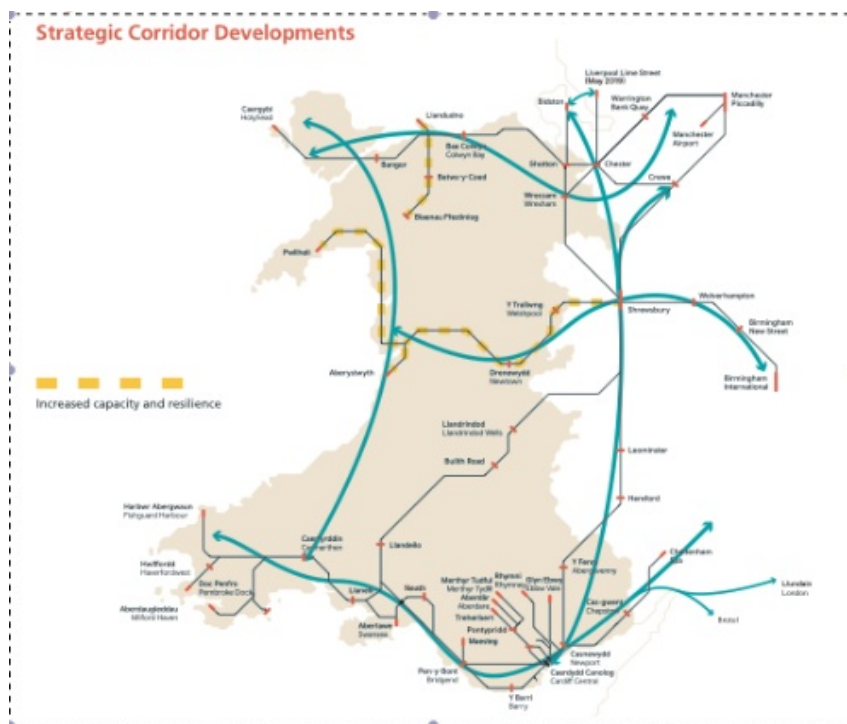 Strategic Corridor Developments
Liverpool Lime Street
(May 2019)
Bidston
Warrington
Bank Quay
Manchester
Piccadilly
Manchester
Airport
Caergybi
Holyhead
Llandudno
Bae Colwyn
Colwyn Bay
Bangor
Betws-y-Coed
Blaenau Ffestiniog
Shotton
Chester
Crewe
Wrecsam
Wrexham
Pwllheli
Y Trallwng
Welshpool
Shrewsbury
Wolverhampton
Birmingham
New Street
Birmingham
International
Aberystwyth
Drenewydd
Newtown
Increased capacity and resilience
Llandrindod
Llandrindod Wells
Builth Road
Leominster
Hereford
Harbwr Abergwaun
Fishguard Harbour
Caerfyrddin
Carmarthen
Llandeilo
Hwlffordd
Haverfordwest
Doc Penfro
Pembroke Dock
Aberdaugleddau
Milford Haven
Llanelli
Neath
Abertawe
Swansea
Merthyr Tudful
Merthyr Tydfil
Rhymni
Rhymney
Glyn Ebwy
Ebbw Vale
Aberdâr
Aberdare
Treherbert
Pontypridd
Maesteg
Y Fenni
Abergavenny
Cas-gwent
Chepstow
Cheltenham
Spa
Llundain
London
Bristol
Casnewydd
Newport
Caerdydd Canolog
Cardiff Central
Pen-y-Bont
Bridgend
Y Barri
Barry